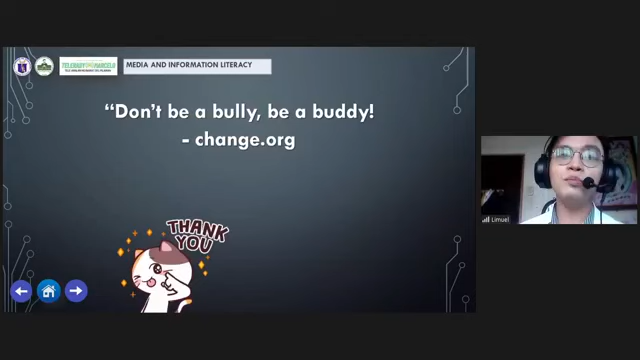 MEDIA AND INFORMATION LITERACY
“Don’t be a bully, be a buddy!
- change.org
THANK
YOU
Limuel